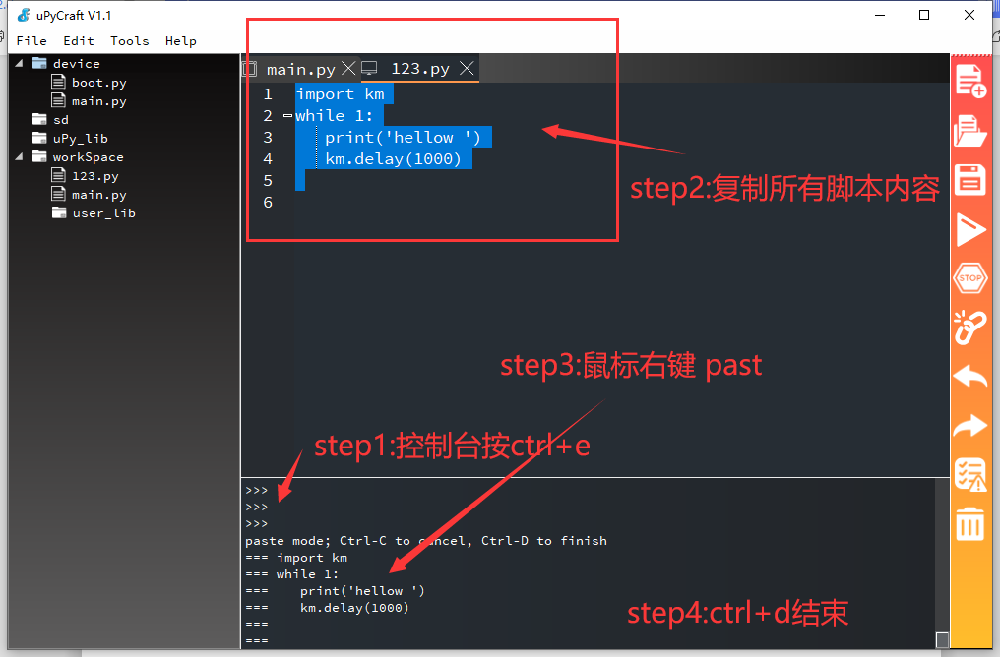 uPyCraft V1.1
File Edit Tools Help
device
boot.py
main.py
sd
uPy_lib
workSpace
123.py
main.py
user_lib
main.py 123.py
1 import km
2 while 1:
3 print('hellow ')
4 km.delay(1000)
5
6
step2:复制所有脚本内容
STOP
step3:鼠标右键 past
step1:控制台按ctrl+e
>>>
>>>
>>>
paste mode; Ctrl-C to cancel, Ctrl-D to finish
=== import km
=== while 1:
===    print('hellow ')
===    km.delay(1000)
===
===
step4:ctrl+d结束